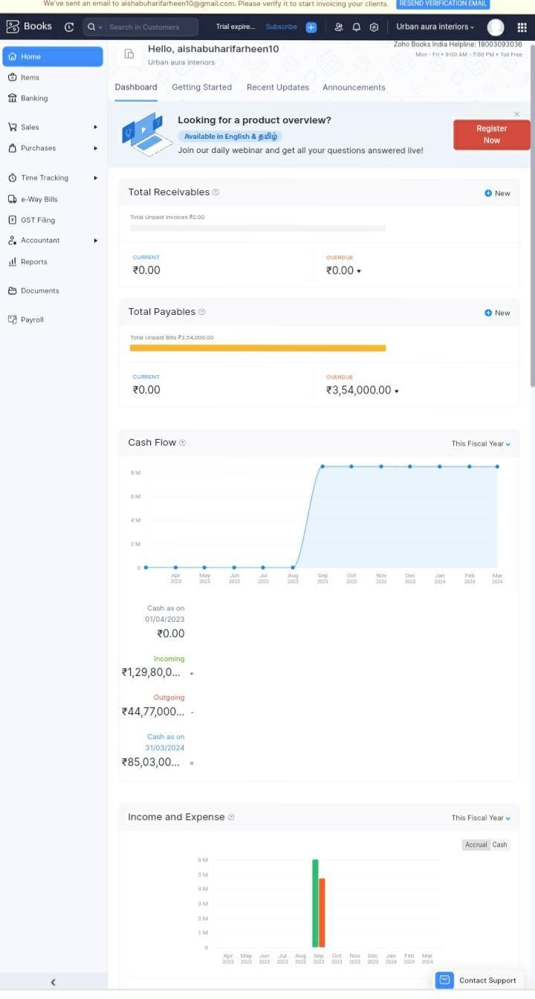 We've sent an email to aishabuharifarheen10@gmail.com. Please verify it to start invoicing your clients. RESEND VERIFICATION EMAIL
Books Search in Customers Trial expire... Subscribe Urban aura interiors
Home
Items
Banking
Sales
Purchases
Time Tracking
e-Way Bills
GST Filing
Accountant
Reports
Documents
Payroll
Hello, aishabuharifarheen10
Urban aura interiors
Zoho Books India Helpline: 18003093036
Mon - Fri • 9:00 AM - 7:00 PM • Toll Free
Dashboard Getting Started Recent Updates Announcements
Looking for a product overview?
Available in English & தமிழ்
Join our daily webinar and get all your questions answered live!
Register
Now
Total Receivables New
Total Unpaid Invoices ₹0.00
CURRENT OVERDUE
₹0.00 ₹0.00
Total Payables New
Total Unpaid Bills ₹3,54,000.00
CURRENT OVERDUE
₹0.00 ₹3,54,000.00
Cash Flow This Fiscal Year
8 M
6 M
4 M
2 M
0
Apr May Jun Jul Aug Sep Oct Nov Dec Jan Feb Mar
2023 2023 2023 2023 2023 2023 2023 2023 2023 2024 2024 2024
Cash as on
01/04/2023
₹0.00
Incoming
₹1,29,80,0... +
Outgoing
₹44,77,000... -
Cash as on
31/03/2024
₹85,03,00... =
Income and Expense This Fiscal Year
Accrual Cash
6 M
5 M
4 M
3 M
2 M
1 M
0
Apr May Jun Jul Aug Sep Oct Nov Dec Jan Feb Mar
2023 2023 2023 2023 2023 2023 2023 2023 2023 2024 2024 2024
Contact Support